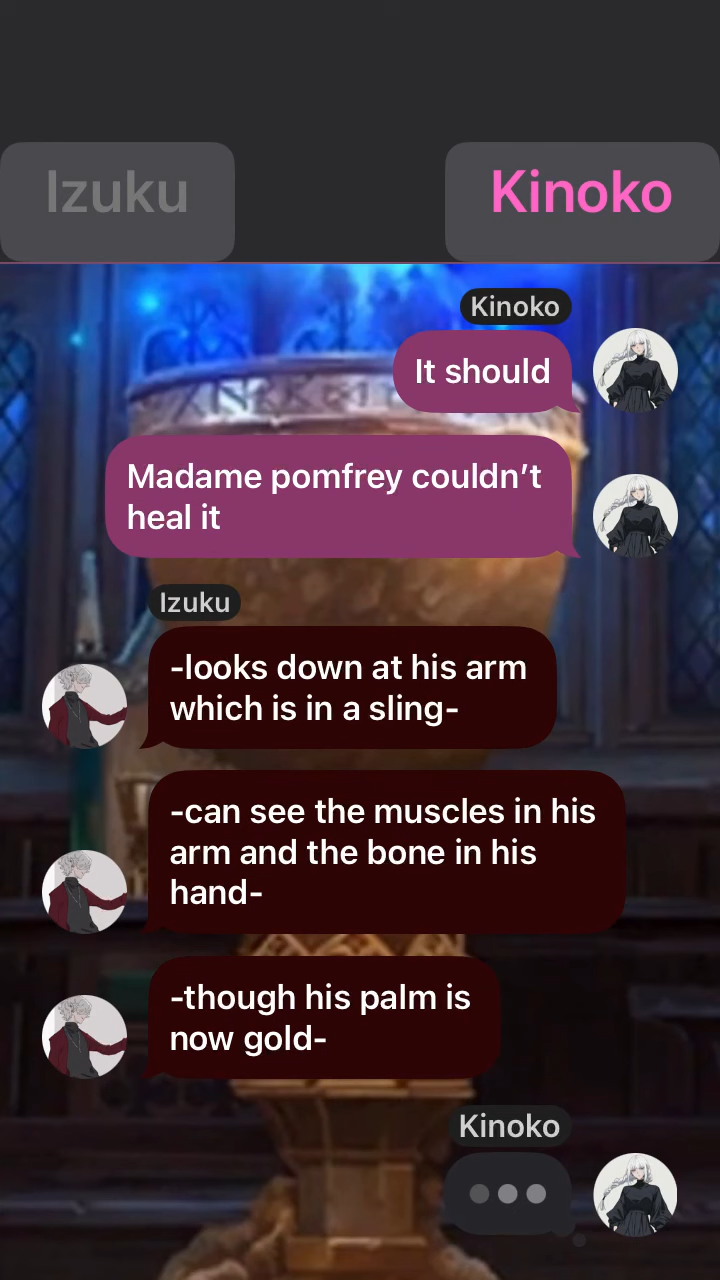 Izuku
Kinoko
Kinoko
It should
Madame pomfrey couldn’t
heal it
Izuku
-looks down at his arm
which is in a sling-
-can see the muscles in his
arm and the bone in his
hand-
-though his palm is
now gold-
Kinoko